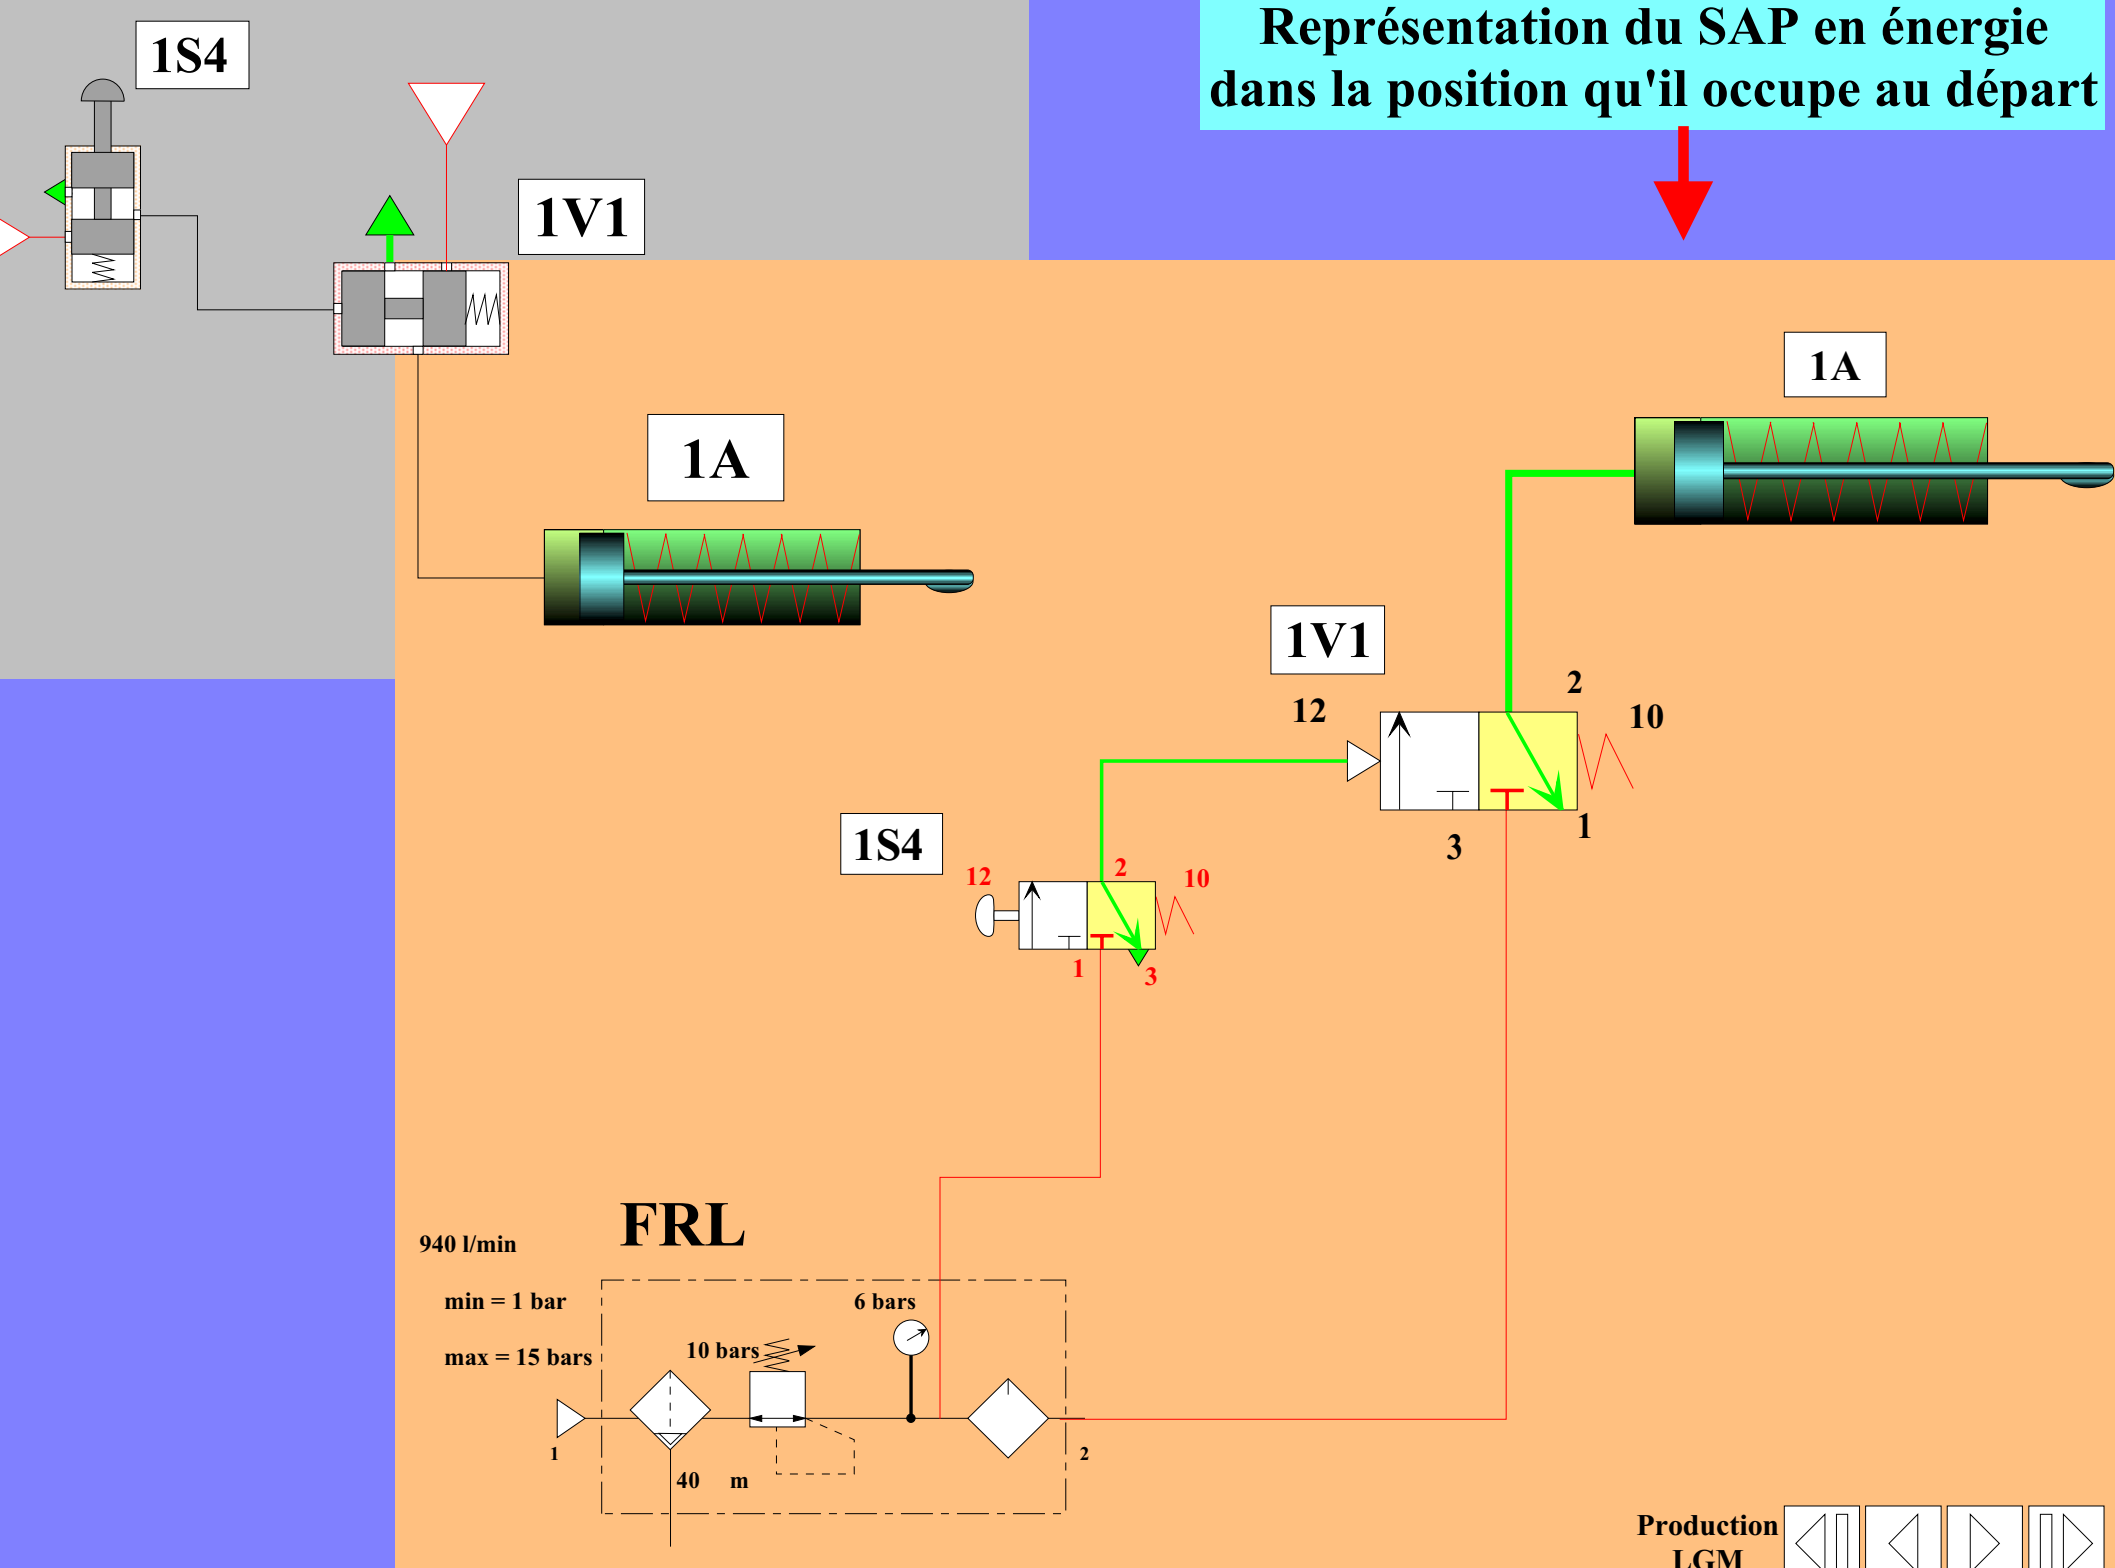 Représentation du SAP en énergie
dans la position qu'il occupe au départ
1S4
1V1
1A
1A
1V1
2
12
10
3
1
1S4
12
2
10
1
3
FRL
940 l/min
min = 1 bar
6 bars
max = 15 bars
10 bars
1
2
40 m
Production
LGM